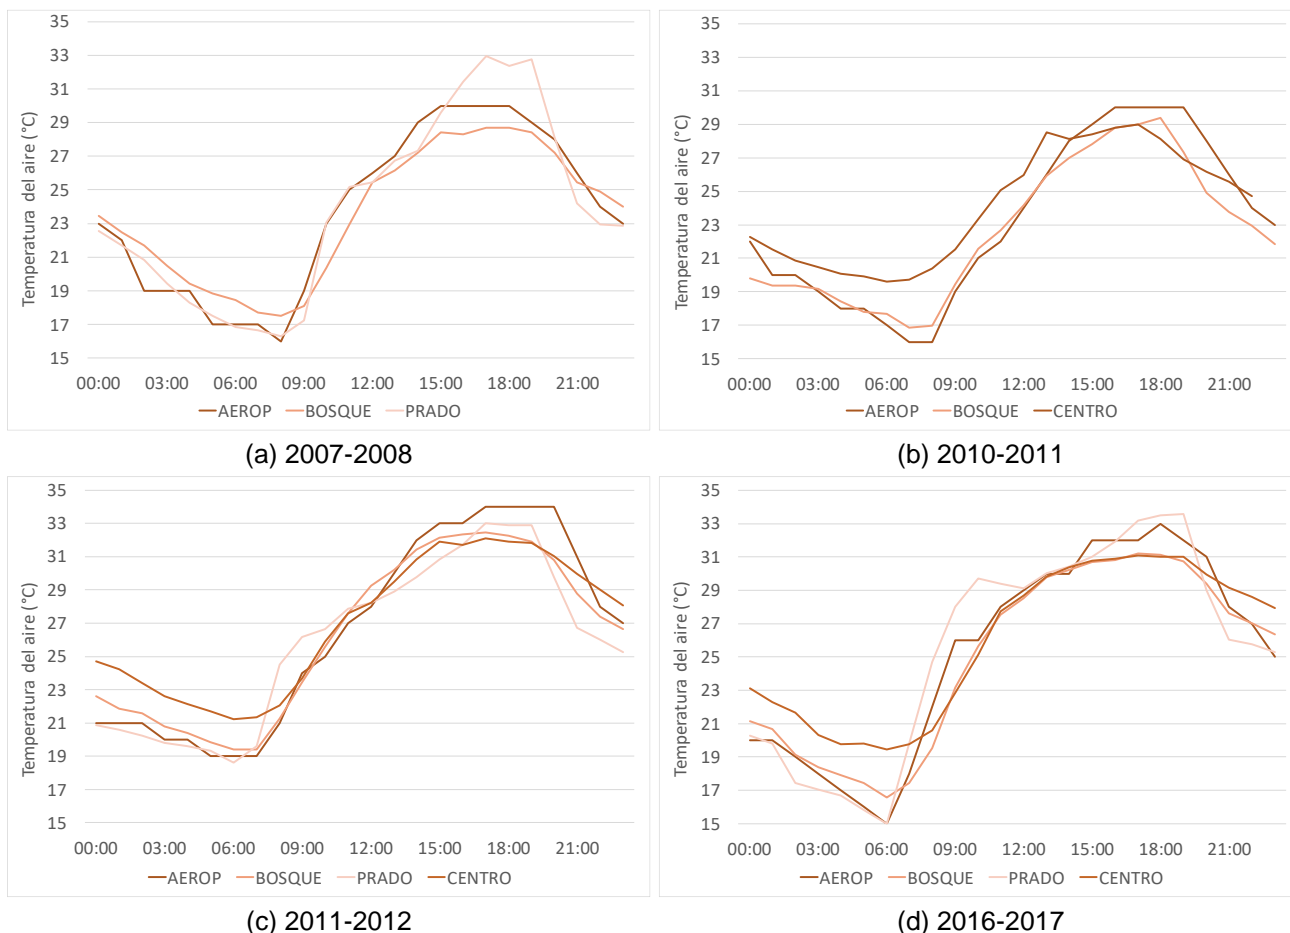 Temperatura del aire (°C)
35
33
31
29
27
25
23
21
19
17
15
00:00 03:00 06:00 09:00 12:00 15:00 18:00 21:00
AEROP BOSQUE PRADO
(a) 2007-2008
Temperatura del aire (°C)
35
33
31
29
27
25
23
21
19
17
15
00:00 03:00 06:00 09:00 12:00 15:00 18:00 21:00
AEROP BOSQUE CENTRO
(b) 2010-2011
Temperatura del aire (°C)
35
33
31
29
27
25
23
21
19
17
15
00:00 03:00 06:00 09:00 12:00 15:00 18:00 21:00
AEROP BOSQUE PRADO CENTRO
(c) 2011-2012
Temperatura del aire (°C)
35
33
31
29
27
25
23
21
19
17
15
00:00 03:00 06:00 09:00 12:00 15:00 18:00 21:00
AEROP BOSQUE PRADO CENTRO
(d) 2016-2017